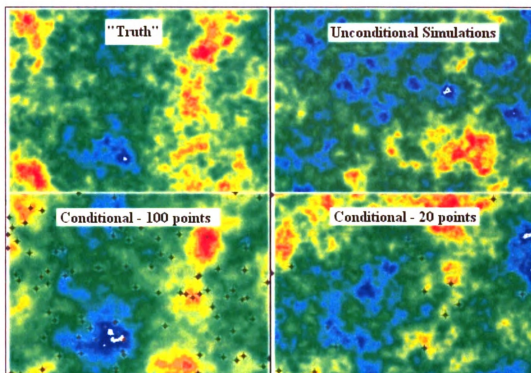 "Truth"
Unconditional Simulations
Conditional - 100 points
Conditional - 20 points